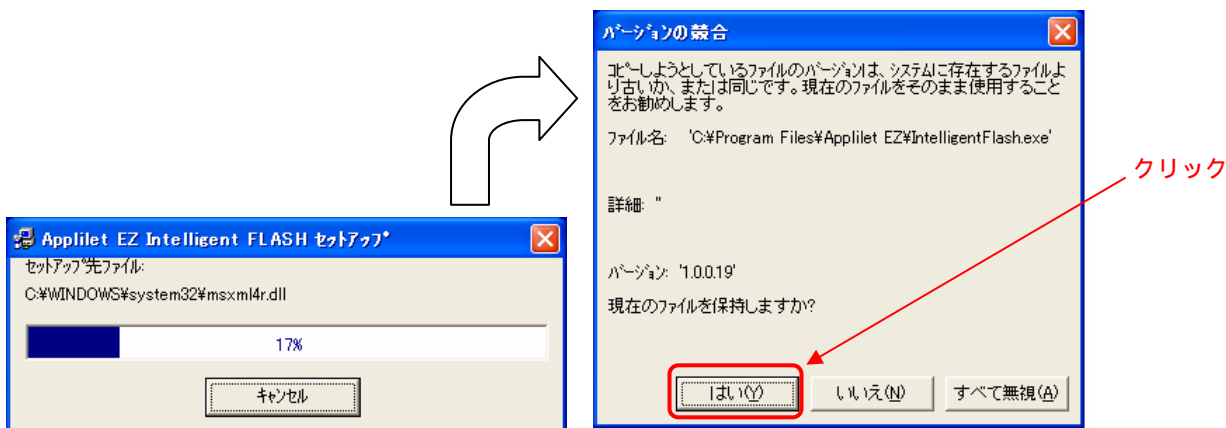 Applilet EZ Intelligent FLASH セットアップ
セットアップ先ファイル:
C:¥WINDOWS¥system32¥msxml4r.dll
17%
キャンセル
バージョンの競合
コピーしようとしているファイルのバージョンは、システムに存在するファイルよ
り古いか、または同じです。現在のファイルをそのまま使用すること
をお勧めします。
ファイル名: 'C:¥Program Files¥Applilet EZ¥IntelligentFlash.exe'
詳細: ''
バージョン: '1.0.0.19'
現在のファイルを保持しますか?
はい(Y)
いいえ(N)
すべて無視(A)
クリック